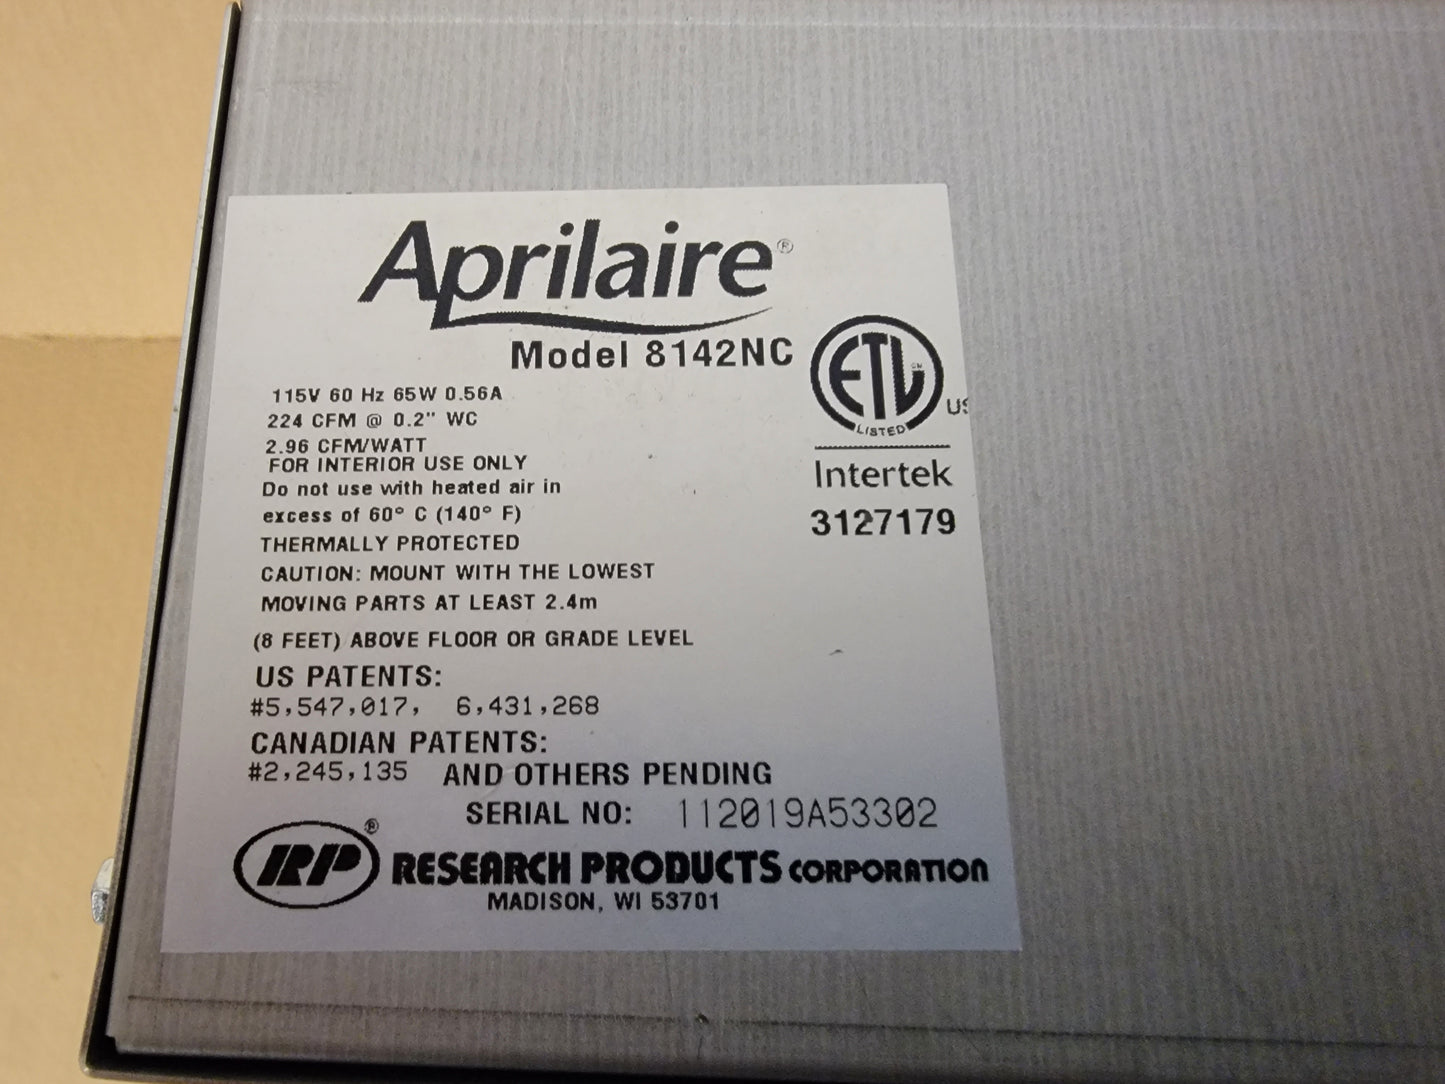 Aprilaire®
Model 8142NC
115V 60 Hz 65W 0.56A
224 CFM @ 0.2" WC
2.96 CFM/WATT
FOR INTERIOR USE ONLY
Do not use with heated air in
excess of 60° C (140° F)
THERMALLY PROTECTED
CAUTION: MOUNT WITH THE LOWEST
MOVING PARTS AT LEAST 2.4m
(8 FEET) ABOVE FLOOR OR GRADE LEVEL
ETL CM
LISTED
US
Intertek
3127179
US PATENTS:
#5,547,017, 6,431,268
CANADIAN PATENTS:
#2,245,135 AND OTHERS PENDING
SERIAL NO: 112019A53302
RP® RESEARCH PRODUCTS CORPORATION
MADISON, WI 53701